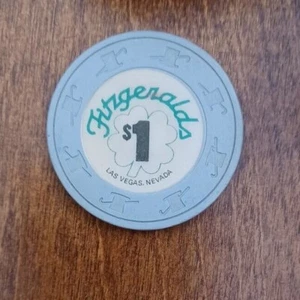 Fitzgeralds
$1
LAS VEGAS, NEVADA